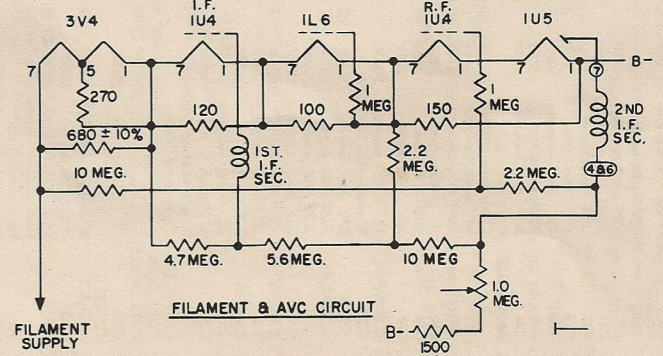 I.F. R.F.
3V4 1U4 1L6 1U4 1U5
7 5 1 7 1 7 1 7 1 7 1 B-
7
270 1 MEG. 1 MEG
120 100 150
680 ± 10%
1ST. I.F. SEC.
2.2 MEG.
2ND I.F. SEC.
10 MEG. 2.2 MEG. 4&6
4.7 MEG. 5.6 MEG. 10 MEG
1.0 MEG.
FILAMENT & AVC CIRCUIT
FILAMENT SUPPLY
B- 1500